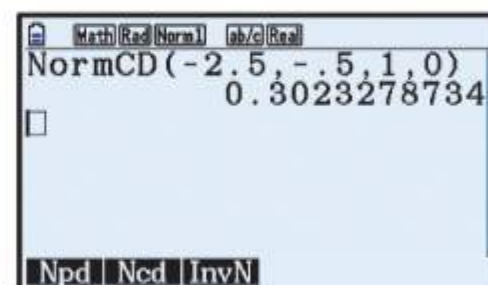 Math Rad Norm1 ab/c Real
NormCD(-2.5,-.5,1,0)
0.3023278734
Npd Ncd InvN